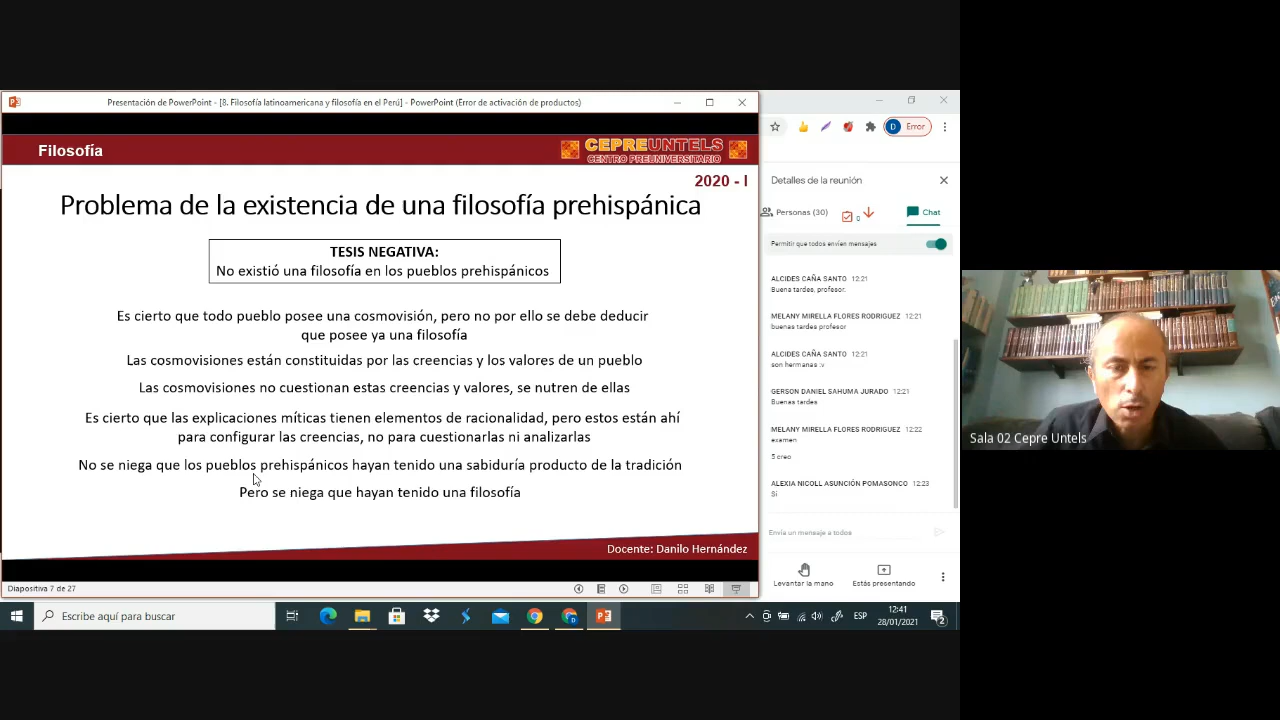 Presentación de PowerPoint - [8. Filosofía latinoamericana y filosofía en el Perú] - PowerPoint (Error de activación de productos)
Filosofía
CEPREUNTELS
CENTRO PREUNIVERSITARIO
2020 - I
Problema de la existencia de una filosofía prehispánica
TESIS NEGATIVA:
No existió una filosofía en los pueblos prehispánicos
Es cierto que todo pueblo posee una cosmovisión, pero no por ello se debe deducir
que posee ya una filosofía
Las cosmovisiones están constituidas por las creencias y los valores de un pueblo
Las cosmovisiones no cuestionan estas creencias y valores, se nutren de ellas
Es cierto que las explicaciones míticas tienen elementos de racionalidad, pero estos están ahí
para configurar las creencias, no para cuestionarlas ni analizarlas
No se niega que los pueblos prehispánicos hayan tenido una sabiduría producto de la tradición
Pero se niega que hayan tenido una filosofía
Docente: Danilo Hernández
Diapositiva 7 de 27
D Error
Detalles de la reunión
Personas (30)
0
Chat
Permitir que todos envíen mensajes
ALCIDES CAÑA SANTO 12:21
Buena tardes, profesor.
MELANY MIRELLA FLORES RODRIGUEZ 12:21
buenas tardes profesor
ALCIDES CAÑA SANTO 12:21
son hermanas :v
GERSON DANIEL SAHUMA JURADO 12:21
Buenas tardes
MELANY MIRELLA FLORES RODRIGUEZ 12:22
examen
5 creo
ALEXIA NICOLL ASUNCIÓN POMASONCO 12:23
Si
Envía un mensaje a todos
Levantar la mano
Estás presentando
Sala 02 Cepre Untels
Escribe aquí para buscar
ESP
12:41
28/01/2021
2